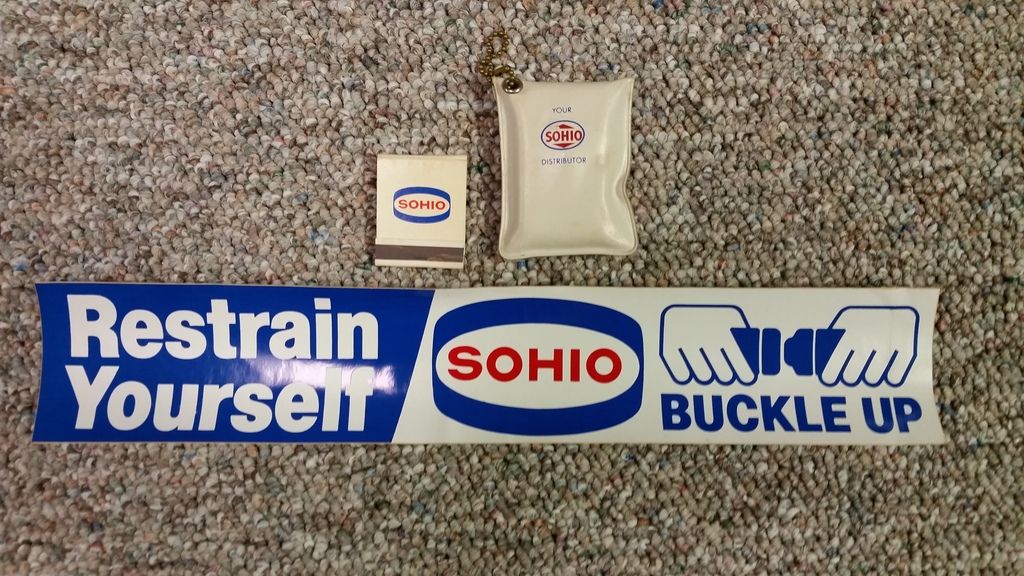 YOUR
SOHIO
DISTRIBUTOR
SOHIO
Restrain
Yourself
SOHIO
BUCKLE UP